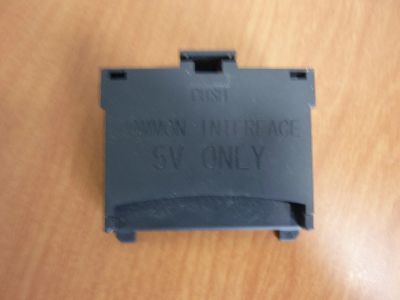 PUSH
COMMON INTERFACE
5V ONLY